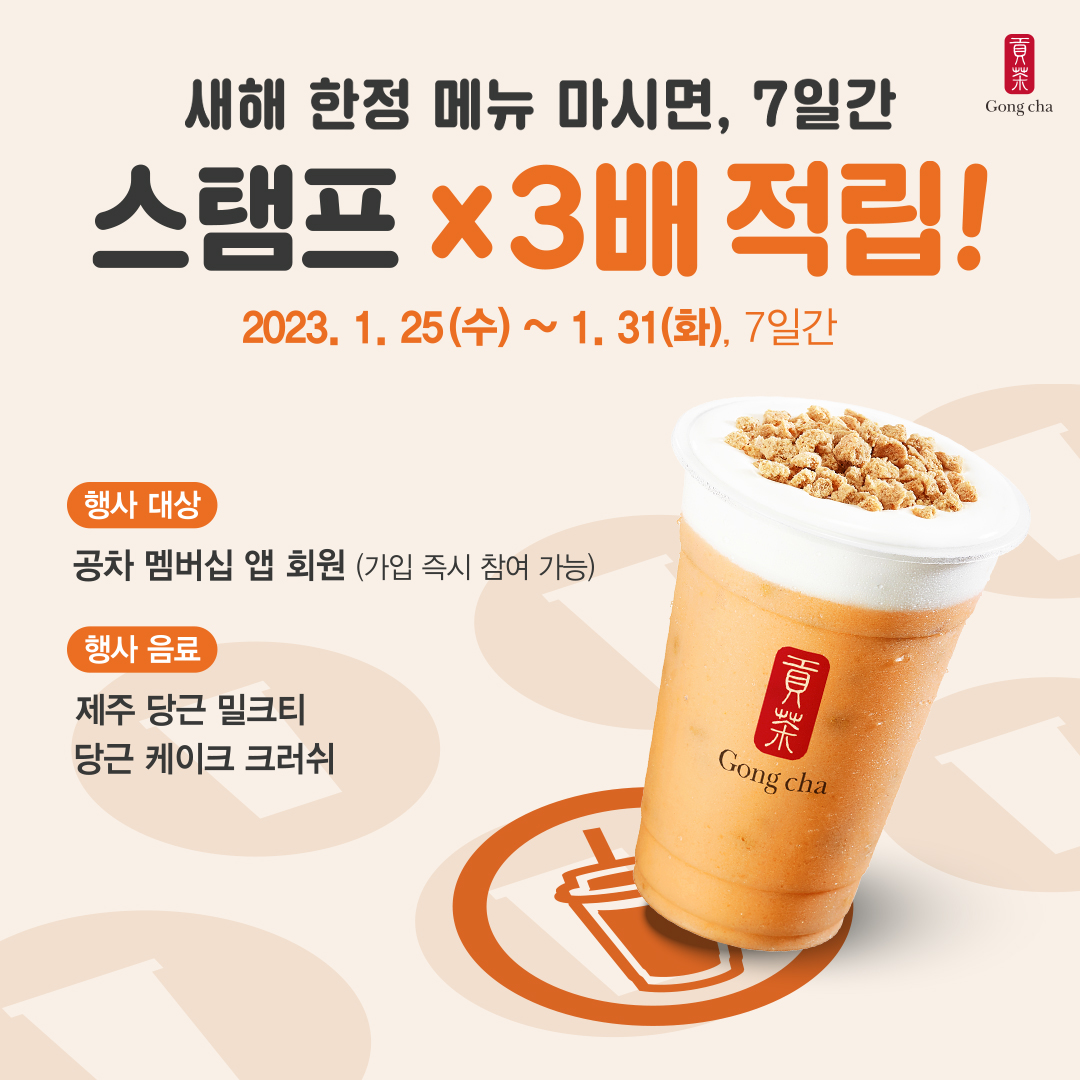 貢茶
Gong cha
새해 한정 메뉴 마시면, 7일간
스탬프 x3배 적립!
2023. 1. 25(수) ~ 1. 31(화), 7일간
행사 대상
공차 멤버십 앱 회원 (가입 즉시 참여 가능)
행사 음료
제주 당근 밀크티
당근 케이크 크러쉬
貢茶
Gong cha